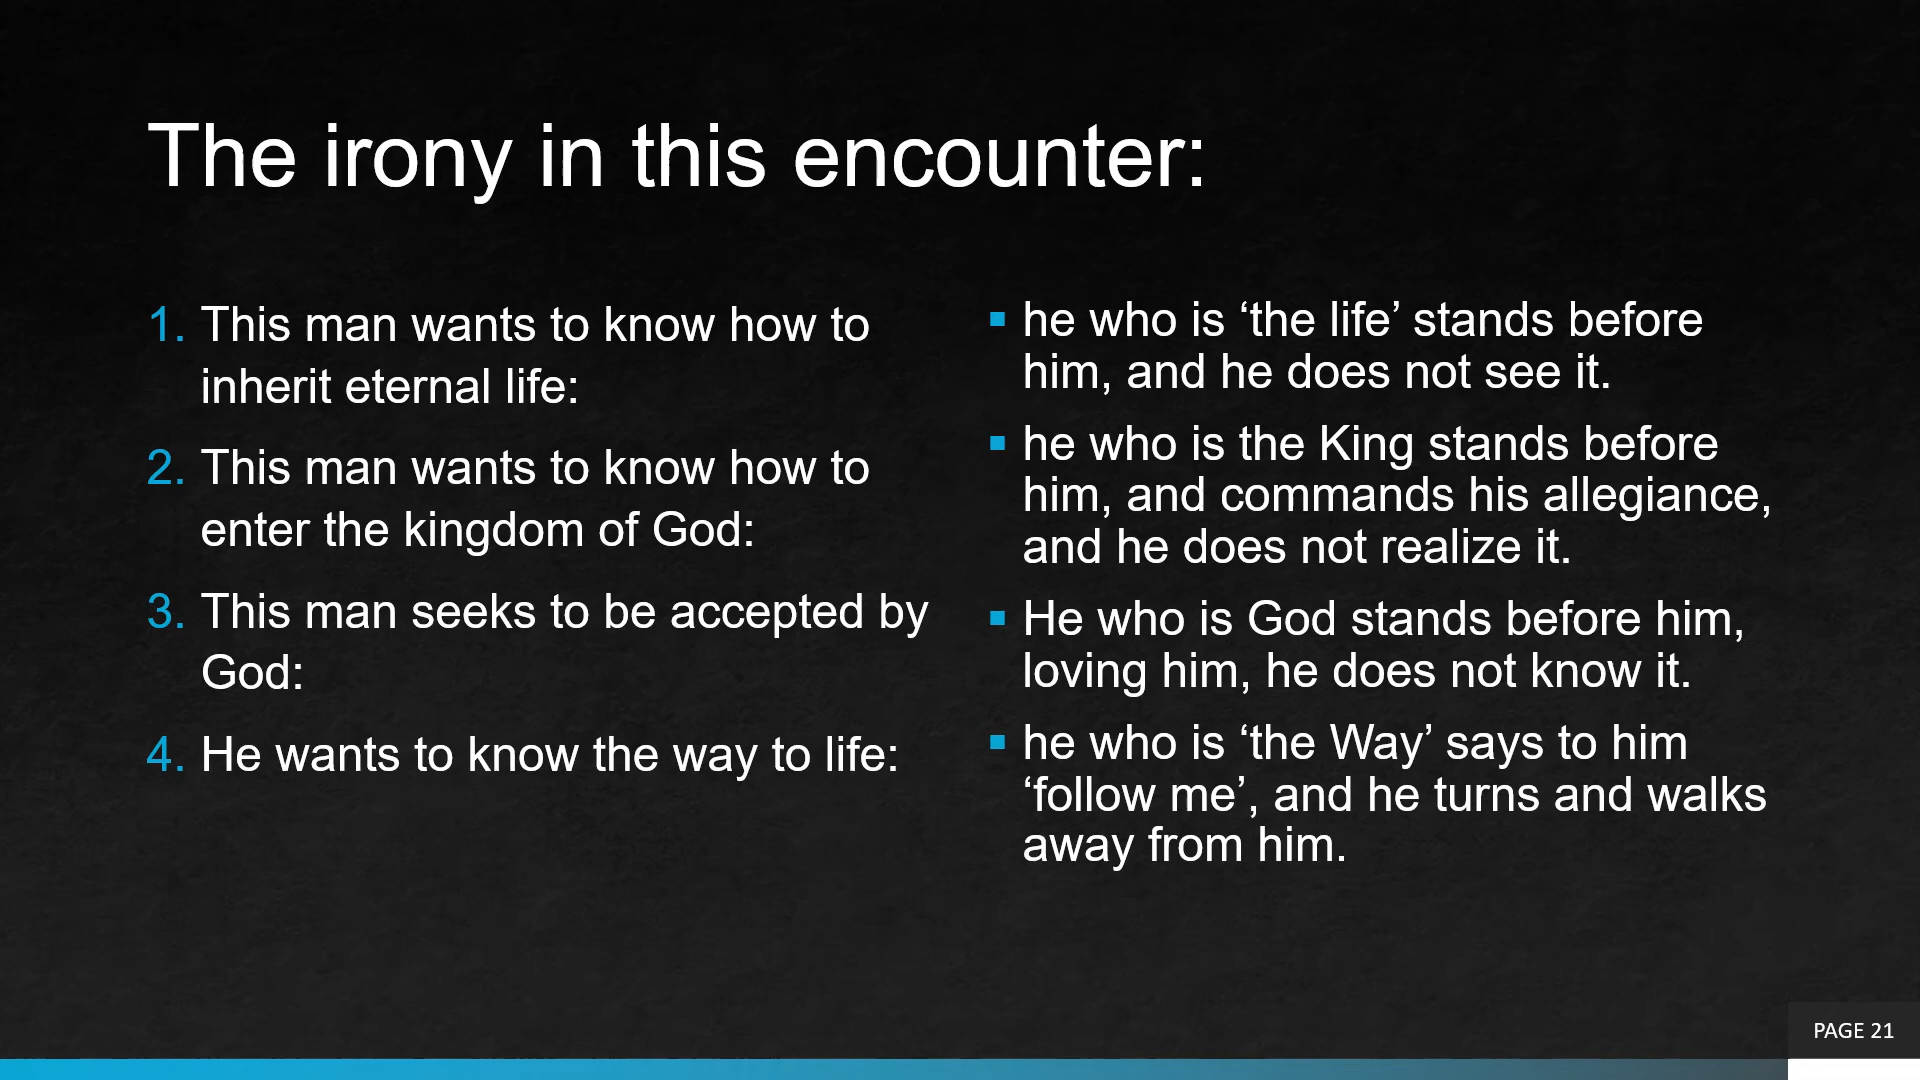 The irony in this encounter:
1. This man wants to know how to
inherit eternal life:
2. This man wants to know how to
enter the kingdom of God:
3. This man seeks to be accepted by
God:
4. He wants to know the way to life:
▪ he who is ‘the life’ stands before
him, and he does not see it.
▪ he who is the King stands before
him, and commands his allegiance,
and he does not realize it.
▪ He who is God stands before him,
loving him, he does not know it.
▪ he who is ‘the Way’ says to him
‘follow me’, and he turns and walks
away from him.
PAGE 21